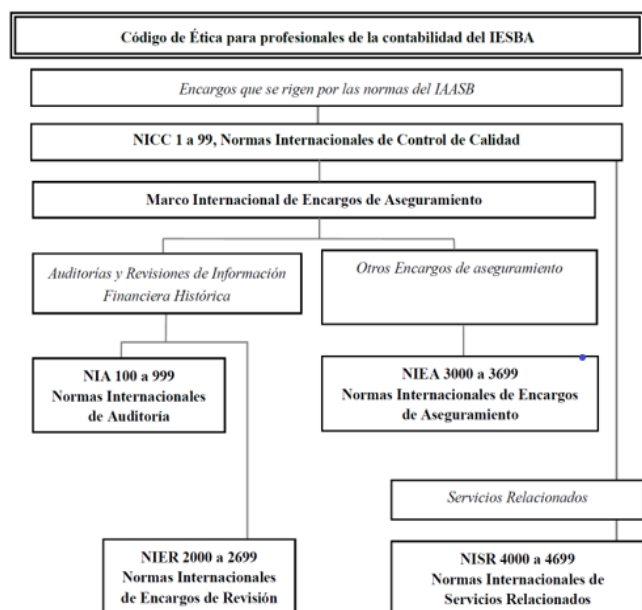 Código de Ética para profesionales de la contabilidad del IESBA
Encargos que se rigen por las normas del IAASB
NICC 1 a 99, Normas Internacionales de Control de Calidad
Marco Internacional de Encargos de Aseguramiento
Auditorías y Revisiones de Información
Financiera Histórica
Otros Encargos de aseguramiento
NIA 100 a 999
Normas Internacionales
de Auditoría
NIEA 3000 a 3699
Normas Internacionales de Encargos
de Aseguramiento
Servicios Relacionados
NIER 2000 a 2699
Normas Internacionales
de Encargos de Revisión
NISR 4000 a 4699
Normas Internacionales de
Servicios Relacionados